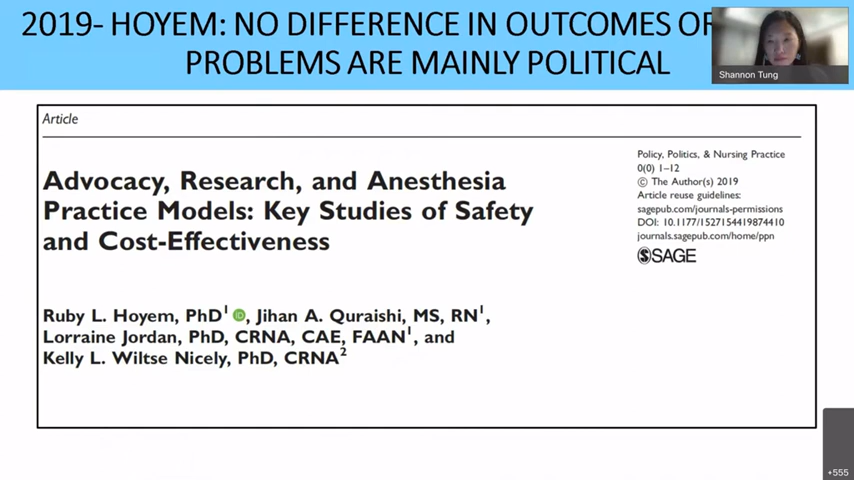 2019- HOYEM: NO DIFFERENCE IN OUTCOMES OR
PROBLEMS ARE MAINLY POLITICAL
Shannon Tung
Article
Policy, Politics, & Nursing Practice
0(0) 1–12
© The Author(s) 2019
Article reuse guidelines:
sagepub.com/journals-permissions
DOI: 10.1177/1527154419874410
journals.sagepub.com/home/ppn
SAGE
Advocacy, Research, and Anesthesia
Practice Models: Key Studies of Safety
and Cost-Effectiveness
Ruby L. Hoyem, PhD1 iD, Jihan A. Quraishi, MS, RN1,
Lorraine Jordan, PhD, CRNA, CAE, FAAN1, and
Kelly L. Wiltse Nicely, PhD, CRNA2
+555